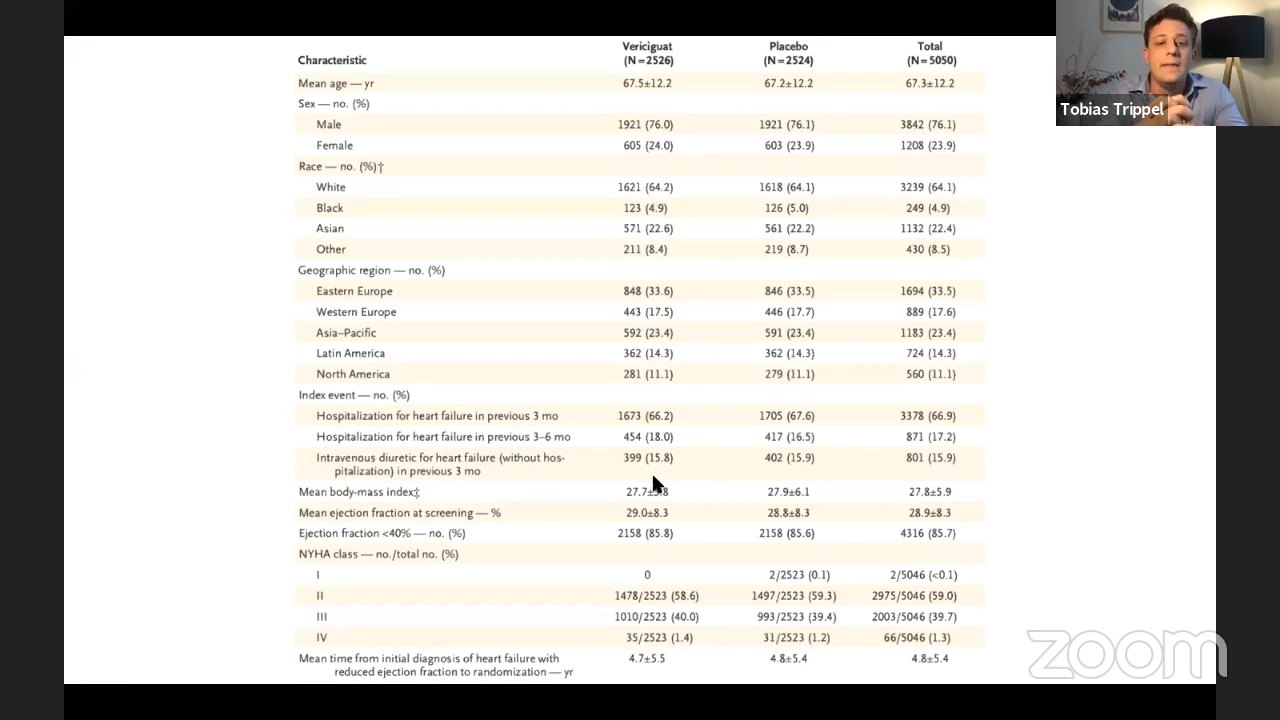 Vericiguat Placebo Total
Characteristic (N=2526) (N=2524) (N=5050)
Mean age — yr 67.5±12.2 67.2±12.2 67.3±12.2
Sex — no. (%)
Male 1921 (76.0) 1921 (76.1) 3842 (76.1)
Female 605 (24.0) 603 (23.9) 1208 (23.9)
Race — no. (%)†
White 1621 (64.2) 1618 (64.1) 3239 (64.1)
Black 123 (4.9) 126 (5.0) 249 (4.9)
Asian 571 (22.6) 561 (22.2) 1132 (22.4)
Other 211 (8.4) 219 (8.7) 430 (8.5)
Geographic region — no. (%)
Eastern Europe 848 (33.6) 846 (33.5) 1694 (33.5)
Western Europe 443 (17.5) 446 (17.7) 889 (17.6)
Asia–Pacific 592 (23.4) 591 (23.4) 1183 (23.4)
Latin America 362 (14.3) 362 (14.3) 724 (14.3)
North America 281 (11.1) 279 (11.1) 560 (11.1)
Index event — no. (%)
Hospitalization for heart failure in previous 3 mo 1673 (66.2) 1705 (67.6) 3378 (66.9)
Hospitalization for heart failure in previous 3–6 mo 454 (18.0) 417 (16.5) 871 (17.2)
Intravenous diuretic for heart failure (without hos- 399 (15.8) 402 (15.9) 801 (15.9)
pitalization) in previous 3 mo
Mean body-mass index‡ 27.9±6.1 27.8±5.9
Mean ejection fraction at screening — % 29.0±8.3 28.8±8.3 28.9±8.3
Ejection fraction <40% — no. (%) 2158 (85.8) 2158 (85.6) 4316 (85.7)
NYHA class — no./total no. (%)
I 0 2/2523 (0.1) 2/5046 (<0.1)
II 1478/2523 (58.6) 1497/2523 (59.3) 2975/5046 (59.0)
III 1010/2523 (40.0) 993/2523 (39.4) 2003/5046 (39.7)
IV 35/2523 (1.4) 31/2523 (1.2) 66/5046 (1.3)
Mean time from initial diagnosis of heart failure with 4.7±5.5 4.8±5.4 4.8±5.4
reduced ejection fraction to randomization — yr
Tobias Trippel
zoom